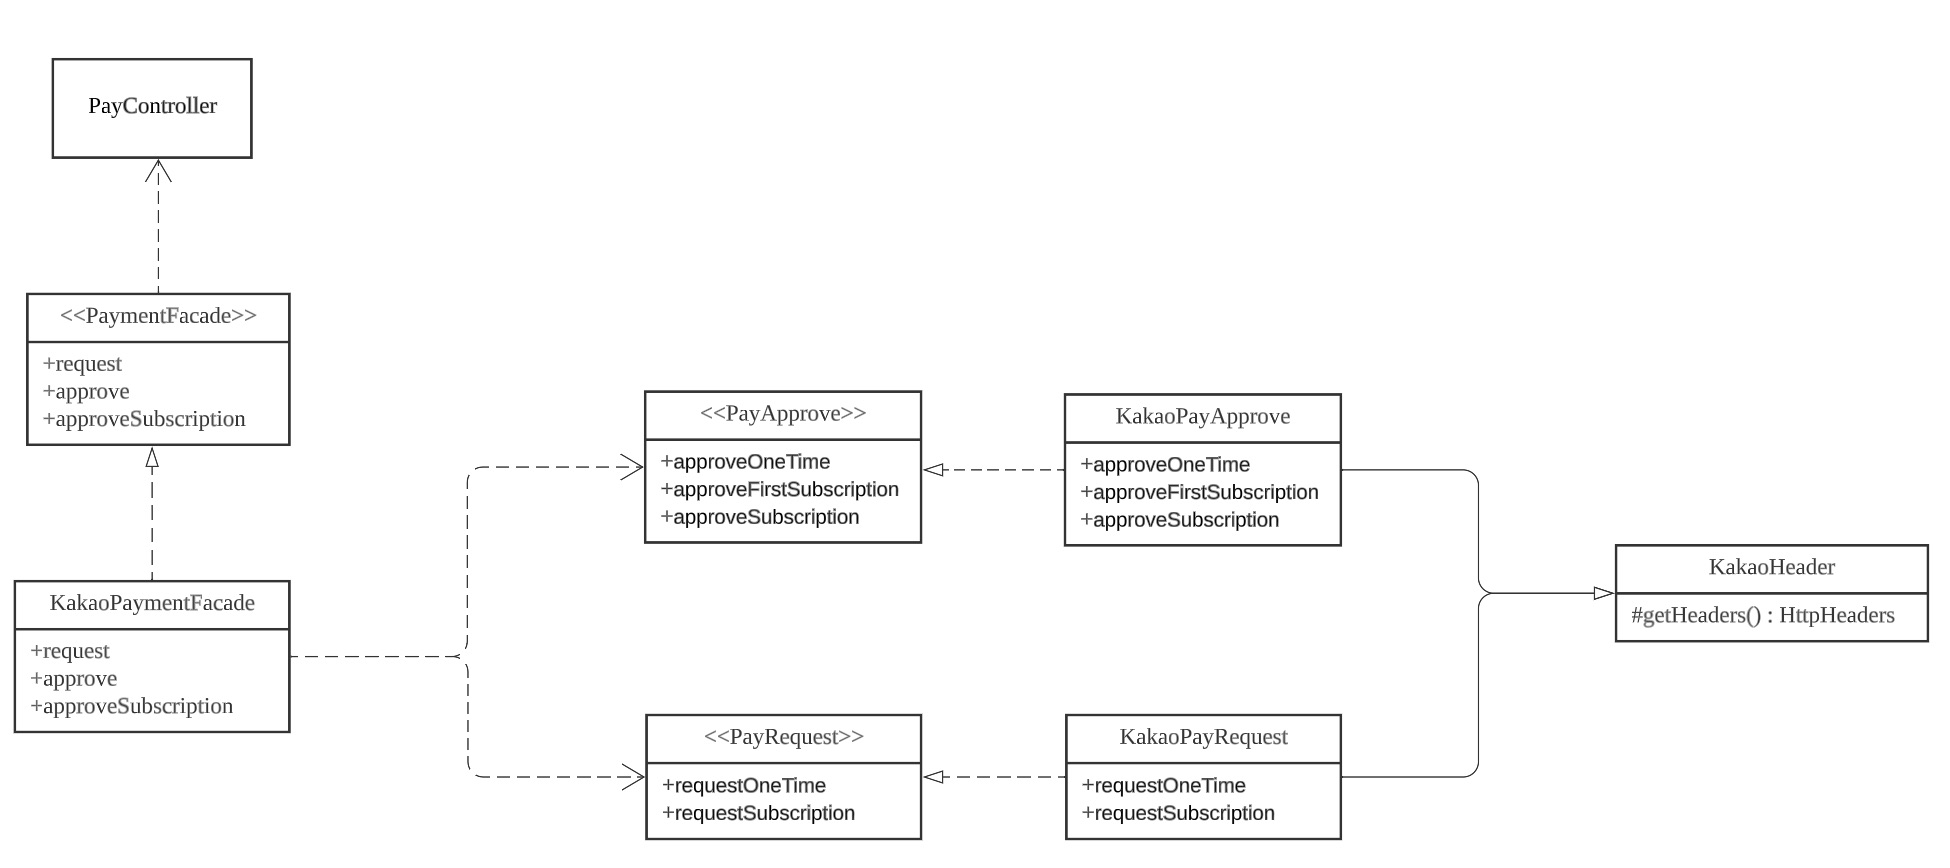 PayController
<<PaymentFacade>>
+request
+approve
+approveSubscription
KakaoPaymentFacade
+request
+approve
+approveSubscription
<<PayApprove>>
+approveOneTime
+approveFirstSubscription
+approveSubscription
KakaoPayApprove
+approveOneTime
+approveFirstSubscription
+approveSubscription
<<PayRequest>>
+requestOneTime
+requestSubscription
KakaoPayRequest
+requestOneTime
+requestSubscription
KakaoHeader
#getHeaders() : HttpHeaders